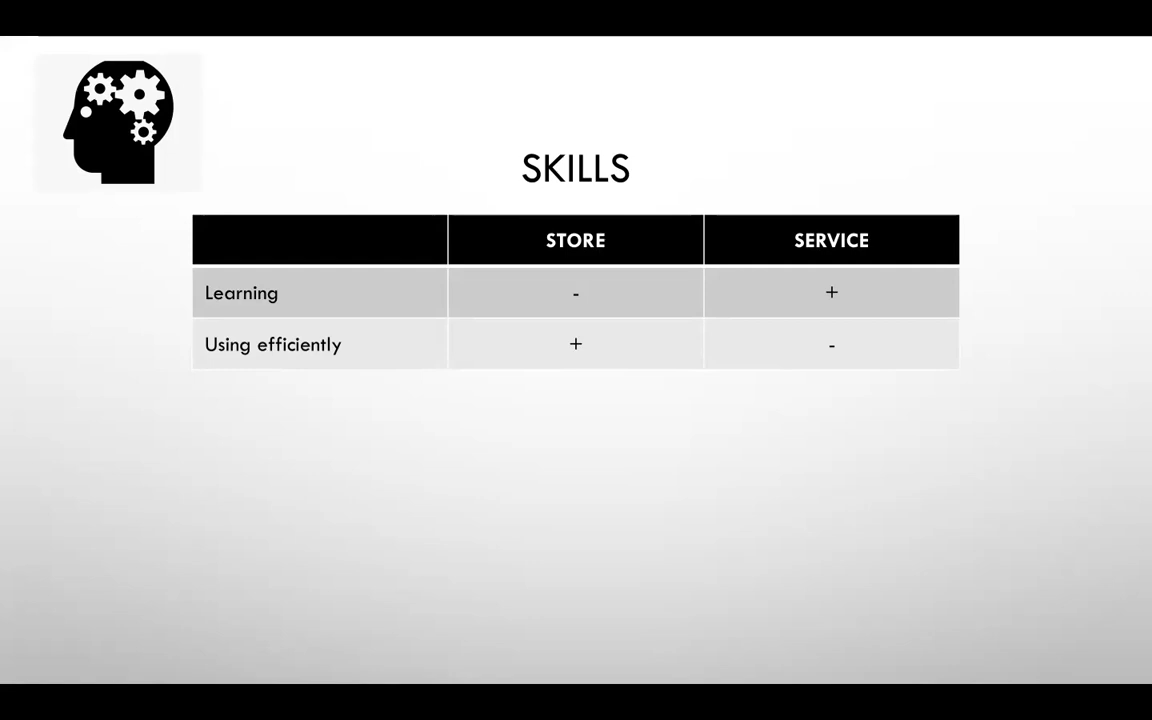 SKILLS
STORE SERVICE
Learning - +
Using efficiently + -